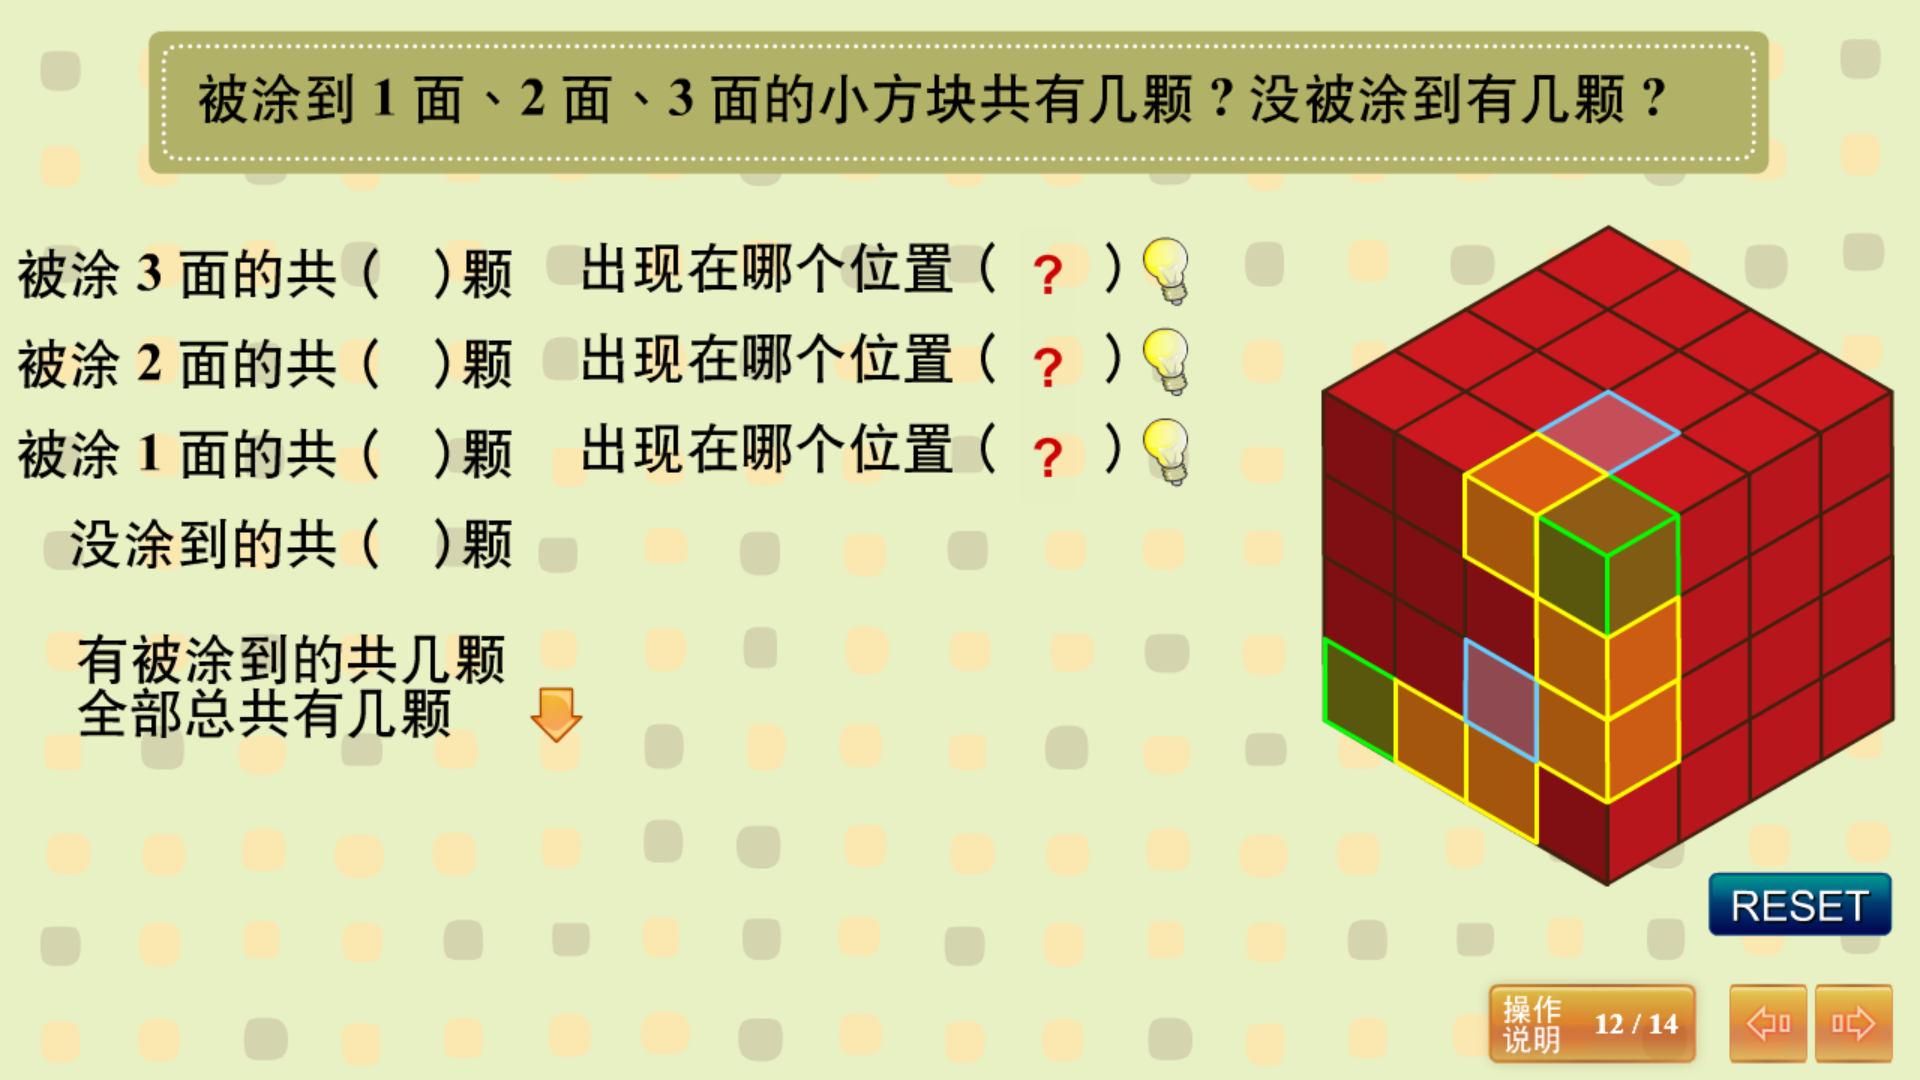 被涂到 1 面、2 面、3 面的小方块共有几颗？没被涂到有几颗？
被涂 3 面的共（ ）颗 出现在哪个位置（ ? ）
被涂 2 面的共（ ）颗 出现在哪个位置（ ? ）
被涂 1 面的共（ ）颗 出现在哪个位置（ ? ）
没涂到的共（ ）颗
有被涂到的共几颗
全部总共有几颗
RESET
操作
说明 12 / 14